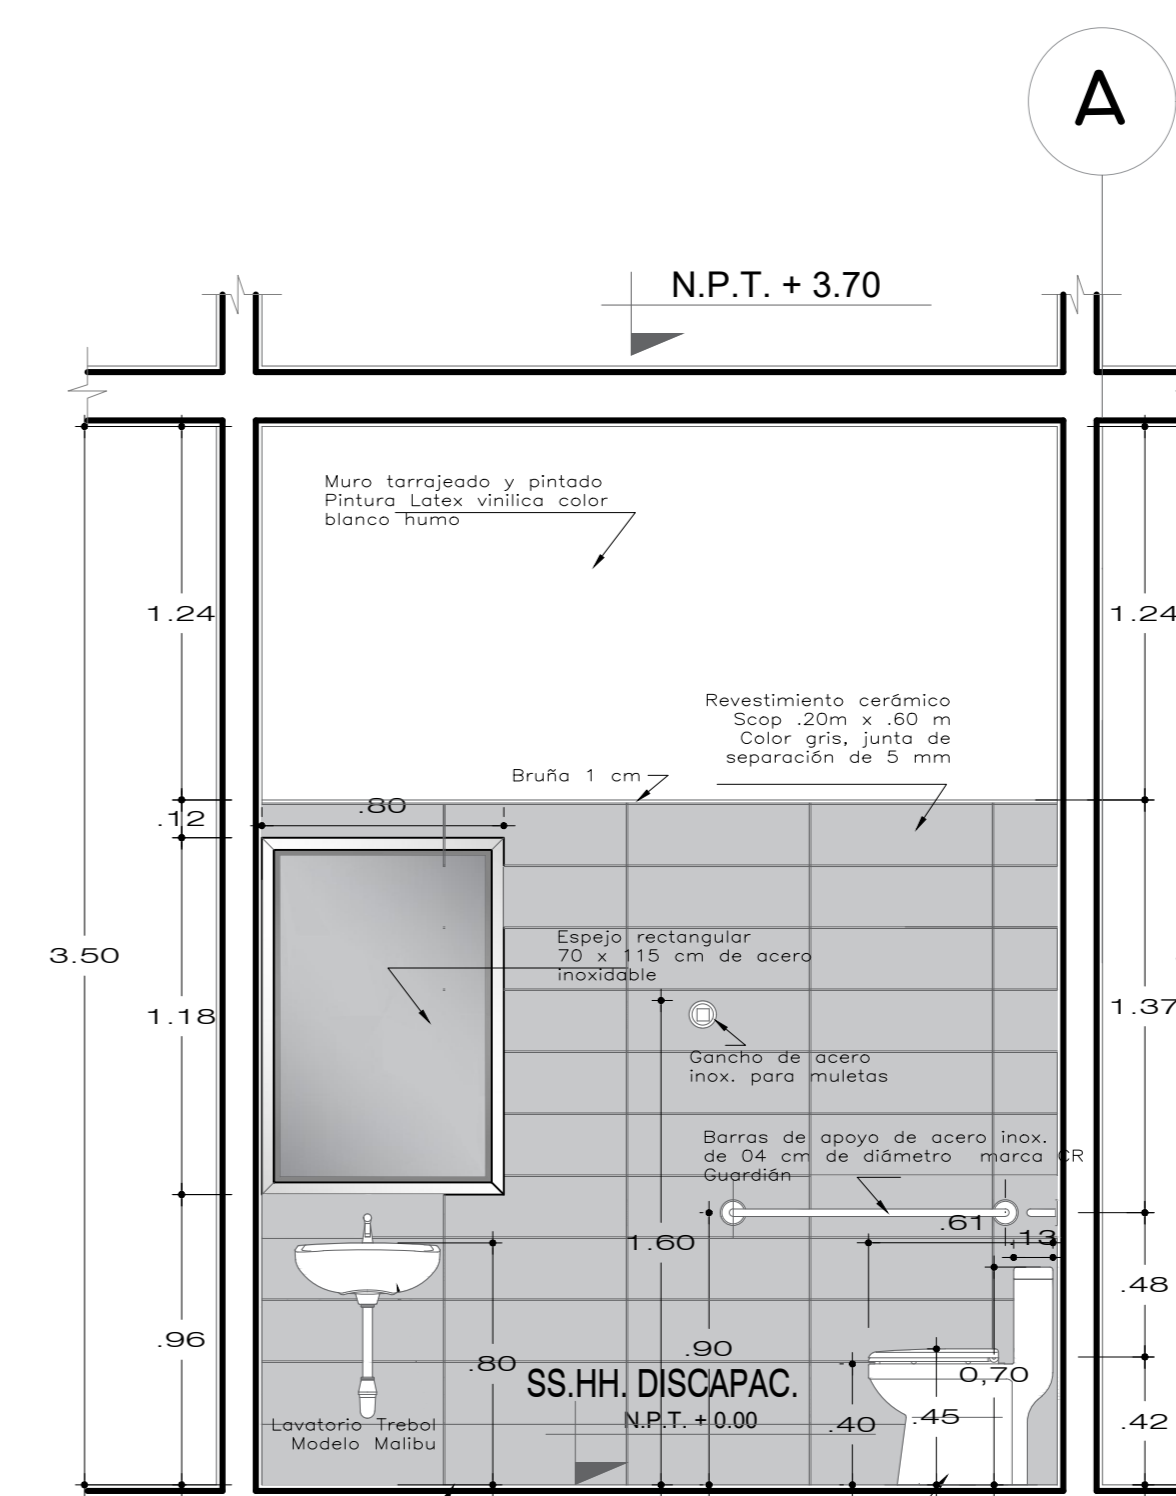 A
N.P.T. + 3.70
Muro tarrajeado y pintado
Pintura Latex vinilica color
blanco humo
1.24
1.24
Revestimiento cerámico
Scop .20m x .60 m
Color gris, junta de
separación de 5 mm
Bruña 1 cm
.80
.12
Espejo rectangular
70 x 115 cm de acero
inoxidable
3.50
1.18
1.37
Gancho de acero
inox. para muletas
Barras de apoyo de acero inox.
de 04 cm de diámetro marca CR
Guardián
.61
.13
1.60
.48
.96
.90
.80
SS.HH. DISCAPAC.
0,70
N.P.T. + 0.00
.40
.45
.42
Lavatorio Trebol
Modelo Malibu